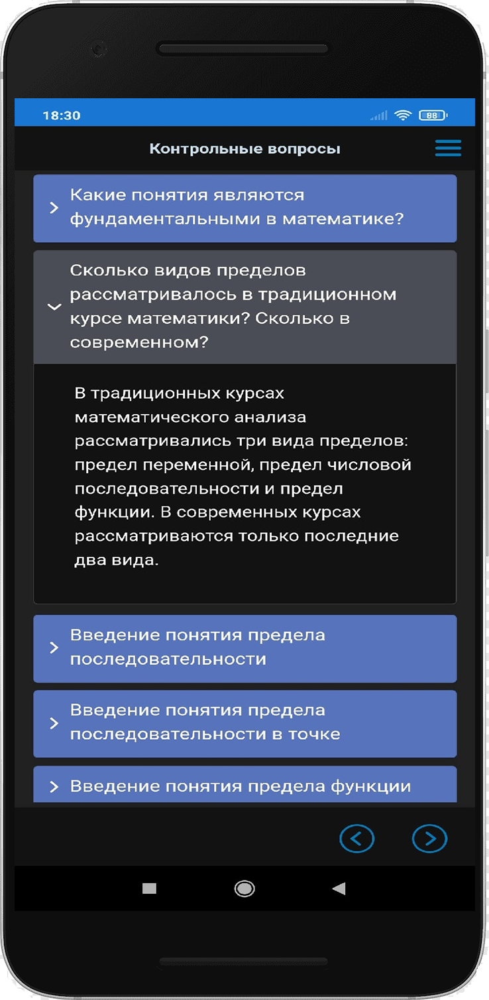 18:30
88
Контрольные вопросы
Какие понятия являются
фундаментальными в математике?
Сколько видов пределов
рассматривалось в традиционном
курсе математики? Сколько в
современном?
В традиционных курсах
математического анализа
рассматривались три вида пределов:
предел переменной, предел числовой
последовательности и предел
функции. В современных курсах
рассматриваются только последние
два вида.
Введение понятия предела
последовательности
Введение понятия предела
последовательности в точке
Введение понятия предела функции